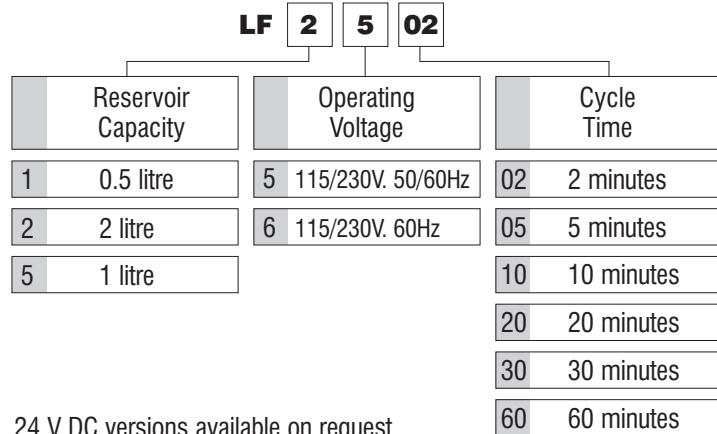 LF 2 5 02
Reservoir
Capacity
1 0.5 litre
2 2 litre
5 1 litre
Operating
Voltage
5 115/230V. 50/60Hz
6 115/230V. 60Hz
Cycle
Time
02 2 minutes
05 5 minutes
10 10 minutes
20 20 minutes
30 30 minutes
60 60 minutes
24 V DC versions available on request